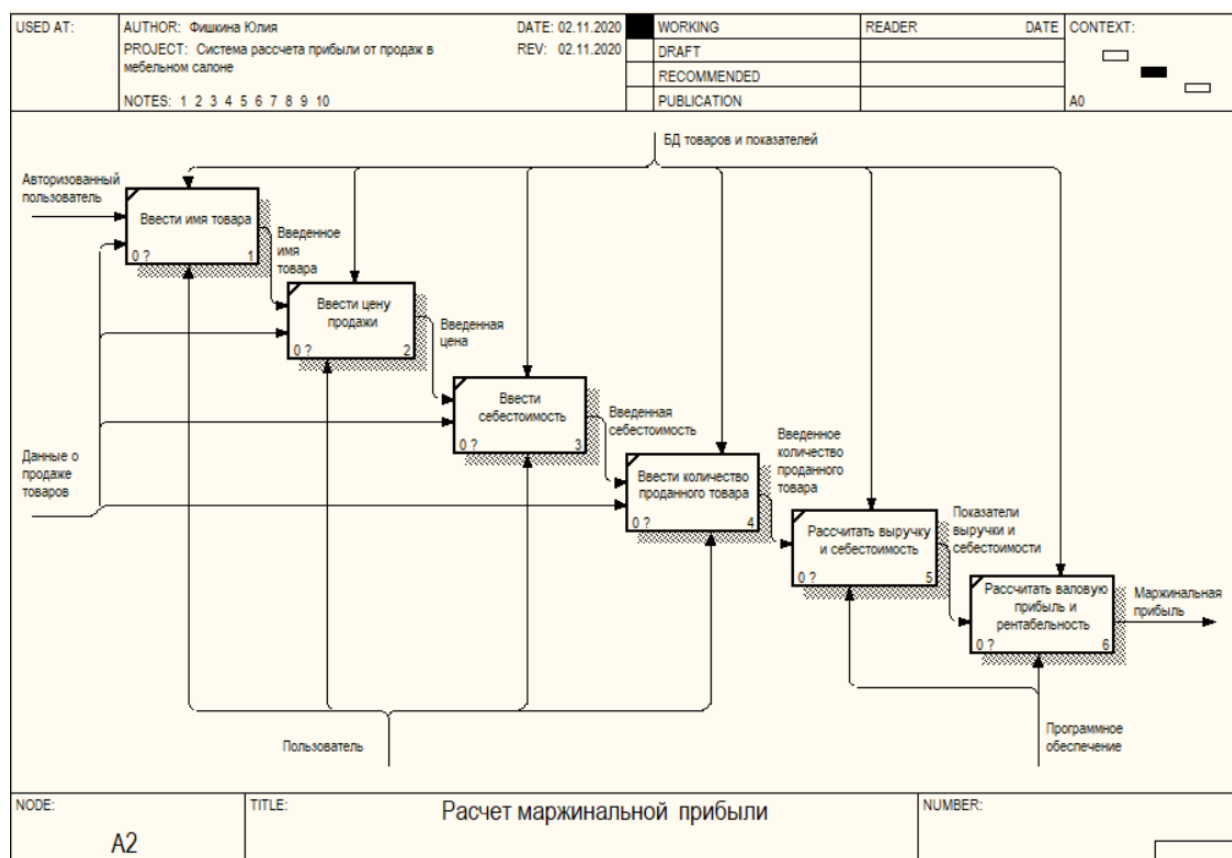 USED AT:
AUTHOR: Фишкина Юлия
DATE: 02.11.2020
PROJECT: Система рассчета прибыли от продаж в
мебельном салоне
REV: 02.11.2020
NOTES: 1 2 3 4 5 6 7 8 9 10
WORKING
DRAFT
RECOMMENDED
PUBLICATION
READER
DATE
CONTEXT:
A0
БД товаров и показателей
Авторизованный
пользователь
Ввести имя товара
0 ?
1
Введенное
имя
товара
Ввести цену
продажи
0 ?
2
Введенная
цена
Ввести
себестоимость
0 ?
3
Введенная
себестоимость
Данные о
продаже
товаров
Ввести количество
проданного товара
0 ?
4
Введенное
количество
проданного
товара
Рассчитать выручку
и себестоимость
0 ?
5
Показатели
выручки и
себестоимости
Рассчитать валовую
прибыль и
рентабельность
0 ?
6
Маржинальная
прибыль
Пользователь
Программное
обеспечение
NODE:
A2
TITLE:
Расчет маржинальной прибыли
NUMBER: